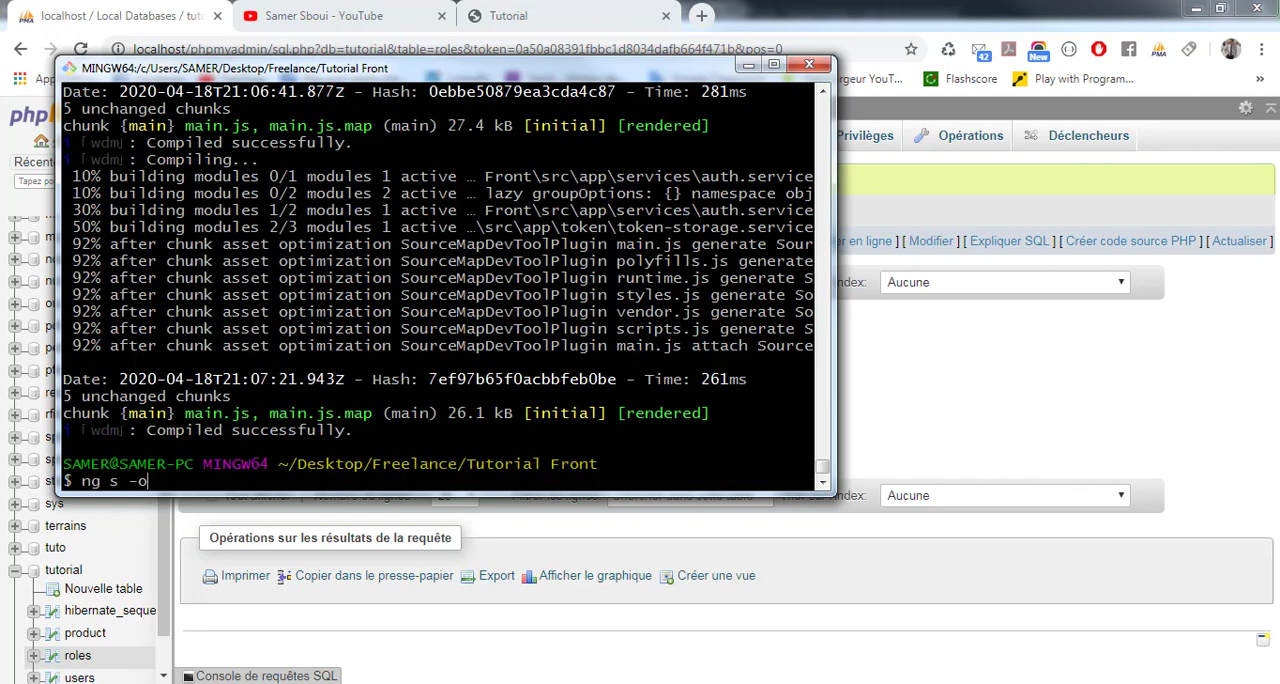 localhost / Local Databases / tuto
Samer Sboui - YouTube
Tutorial
localhost/phpmyadmin/sql.php?db=tutorial&table=roles&token=0a50a08391fbbc1d8034dafb664f471b&pos=0
42
New
Flashscore
Play with Program...
MINGW64:/c/Users/SAMER/Desktop/Freelance/Tutorial Front
Date: 2020-04-18T21:06:41.877Z - Hash: 0ebbe50879ea3cda4c87 - Time: 281ms
5 unchanged chunks
chunk {main} main.js, main.js.map (main) 27.4 kB [initial] [rendered]
i ｢wdm｣: Compiled successfully.
i ｢wdm｣: Compiling...
10% building modules 0/1 modules 1 active … Front\src\app\services\auth.service
10% building modules 0/2 modules 2 active … lazy groupOptions: {} namespace obj
30% building modules 1/2 modules 1 active … Front\src\app\services\auth.service
50% building modules 2/3 modules 1 active …\src\app\token\token-storage.service
92% after chunk asset optimization SourceMapDevToolPlugin main.js generate Sour
92% after chunk asset optimization SourceMapDevToolPlugin polyfills.js generate
92% after chunk asset optimization SourceMapDevToolPlugin runtime.js generate S
92% after chunk asset optimization SourceMapDevToolPlugin styles.js generate So
92% after chunk asset optimization SourceMapDevToolPlugin vendor.js generate So
92% after chunk asset optimization SourceMapDevToolPlugin scripts.js generate S
92% after chunk asset optimization SourceMapDevToolPlugin main.js attach Source
Date: 2020-04-18T21:07:21.943Z - Hash: 7ef97b65f0acbbfeb0be - Time: 261ms
5 unchanged chunks
chunk {main} main.js, main.js.map (main) 26.1 kB [initial] [rendered]
i ｢wdm｣: Compiled successfully.
SAMER@SAMER-PC MINGW64 ~/Desktop/Freelance/Tutorial Front
$ ng s -o
Privilèges
Opérations
Déclencheurs
er en ligne ] [ Modifier ] [ Expliquer SQL ] [ Créer code source PHP ] [ Actualiser ]
ndex:
Aucune
index:
Aucune
Opérations sur les résultats de la requête
Imprimer
Copier dans le presse-papier
Export
Afficher le graphique
Créer une vue
Console de requêtes SQL
php
Récente
Tapez po
sys
terrains
tuto
tutorial
Nouvelle table
hibernate_seque
product
roles
users